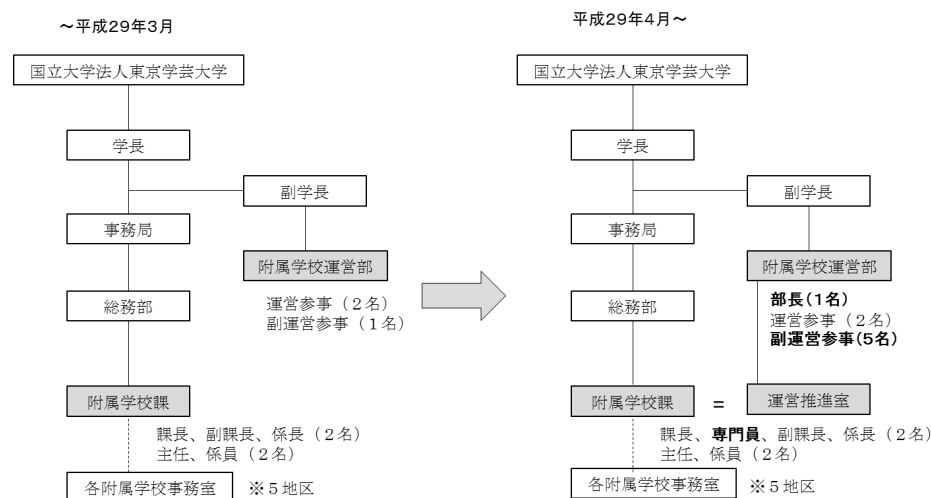 ～平成29年3月
国立大学法人東京学芸大学
学長
副学長
事務局
附属学校運営部
運営参事（２名）
副運営参事（１名）
総務部
附属学校課
課長、副課長、係長（２名）
主任、係員（２名）
各附属学校事務室
※５地区
平成29年4月～
国立大学法人東京学芸大学
学長
副学長
事務局
附属学校運営部
部長(1名)
運営参事（２名）
副運営参事(5名)
総務部
附属学校課
=
運営推進室
課長、専門員、副課長、係長（２名）
主任、係員（２名）
各附属学校事務室
※５地区